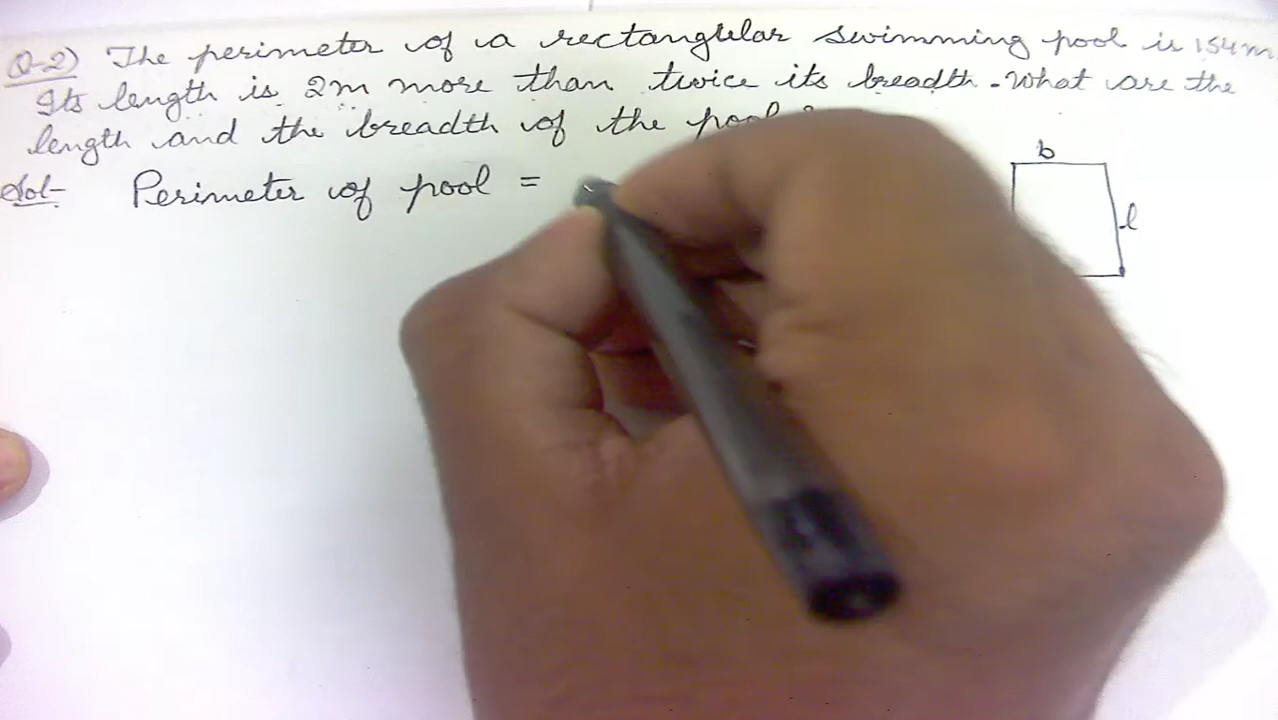 Q-2) The perimeter of a rectangular swimming pool is 154m.
Its length is 2m more than twice its breadth. What are the
length and the breadth of the pool ?
Sol- Perimeter of pool =
b
l